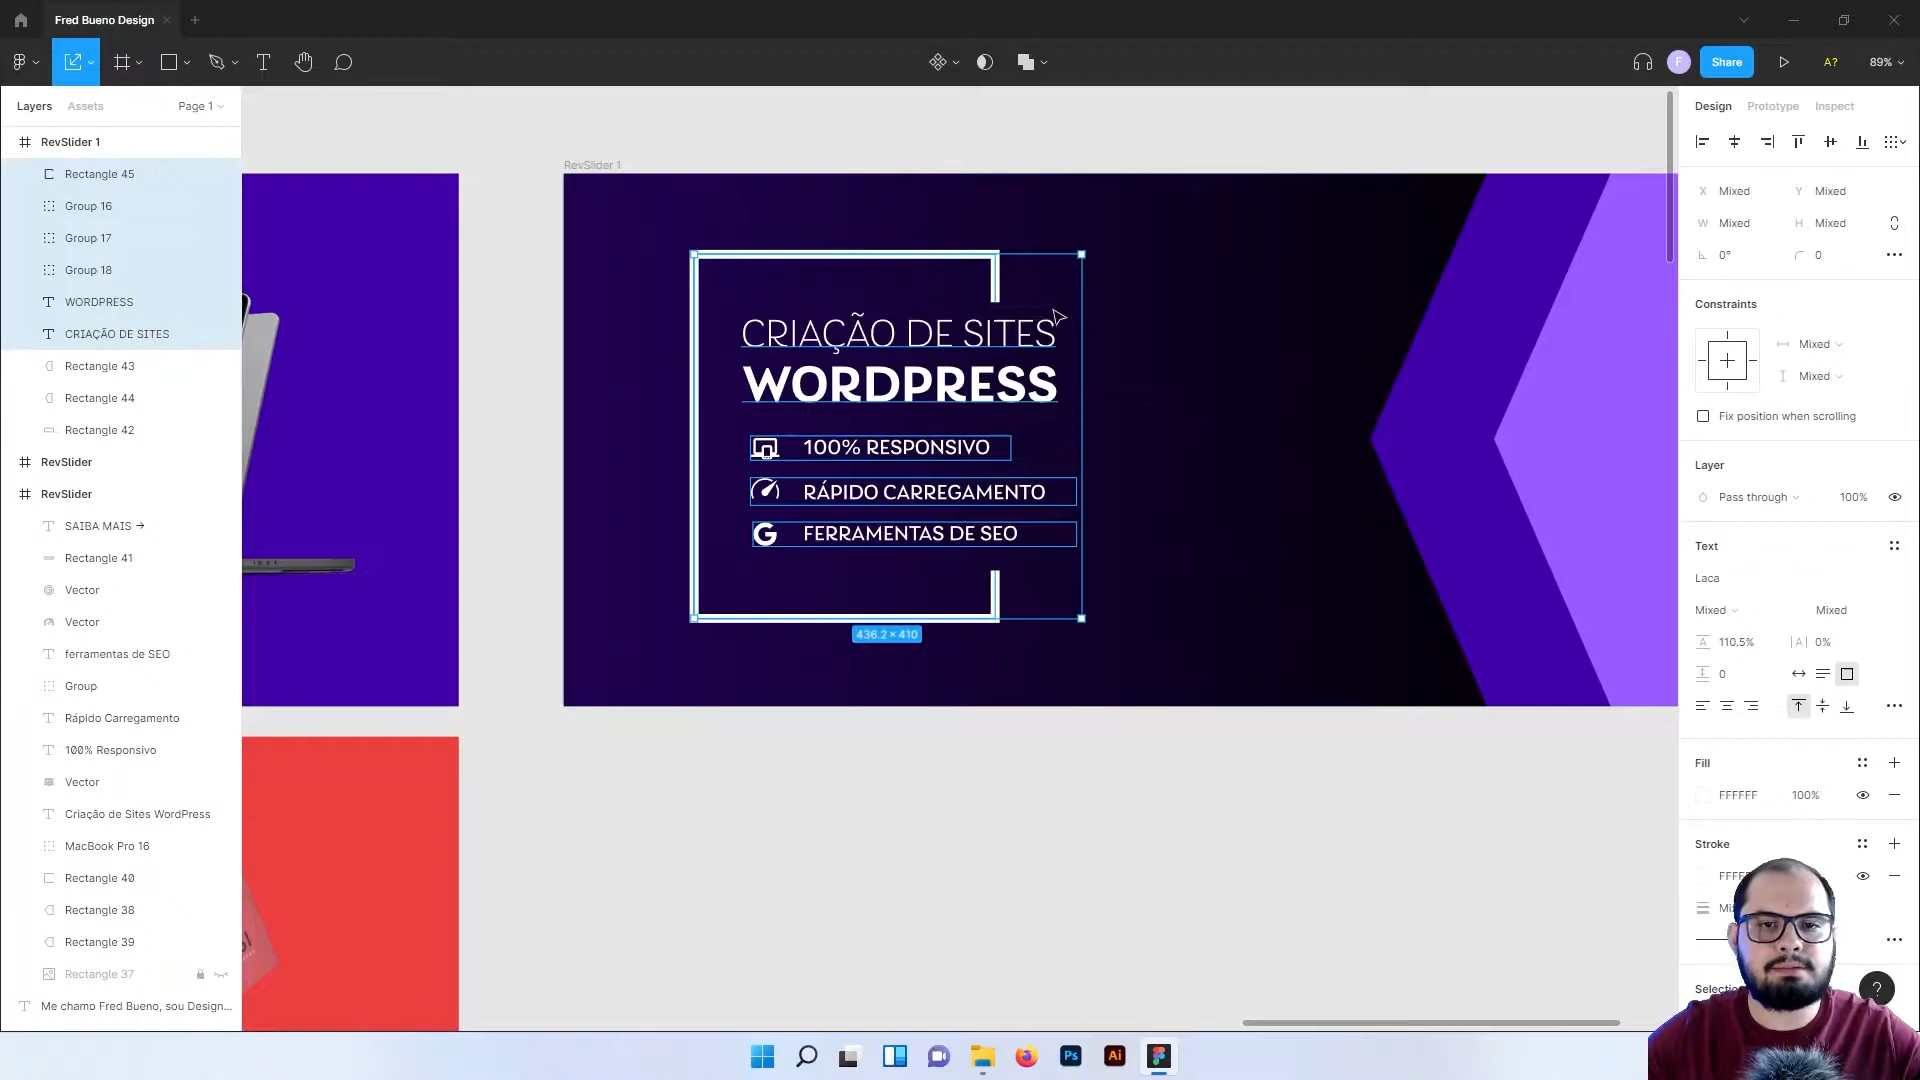 Fred Bueno Design
F
Share
A?
89%
Layers
Assets
Page 1
RevSlider 1
Rectangle 45
Group 16
Group 17
Group 18
WORDPRESS
CRIAÇÃO DE SITES
Rectangle 43
Rectangle 44
Rectangle 42
RevSlider
RevSlider
SAIBA MAIS →
Rectangle 41
Vector
Vector
ferramentas de SEO
Group
Rápido Carregamento
100% Responsivo
Vector
Criação de Sites WordPress
MacBook Pro 16
Rectangle 40
Rectangle 38
Rectangle 39
Rectangle 37
Me chamo Fred Bueno, sou Design...
RevSlider 1
CRIAÇÃO DE SITES
WORDPRESS
100% RESPONSIVO
RÁPIDO CARREGAMENTO
FERRAMENTAS DE SEO
436.2 × 410
Design
Prototype
Inspect
X Mixed
Y Mixed
W Mixed
H Mixed
0°
0
Constraints
Mixed
Mixed
Fix position when scrolling
Layer
Pass through
100%
Text
Laca
Mixed
Mixed
110.5%
0%
0
Fill
FFFFFF
100%
Stroke
?
Ps
Ai